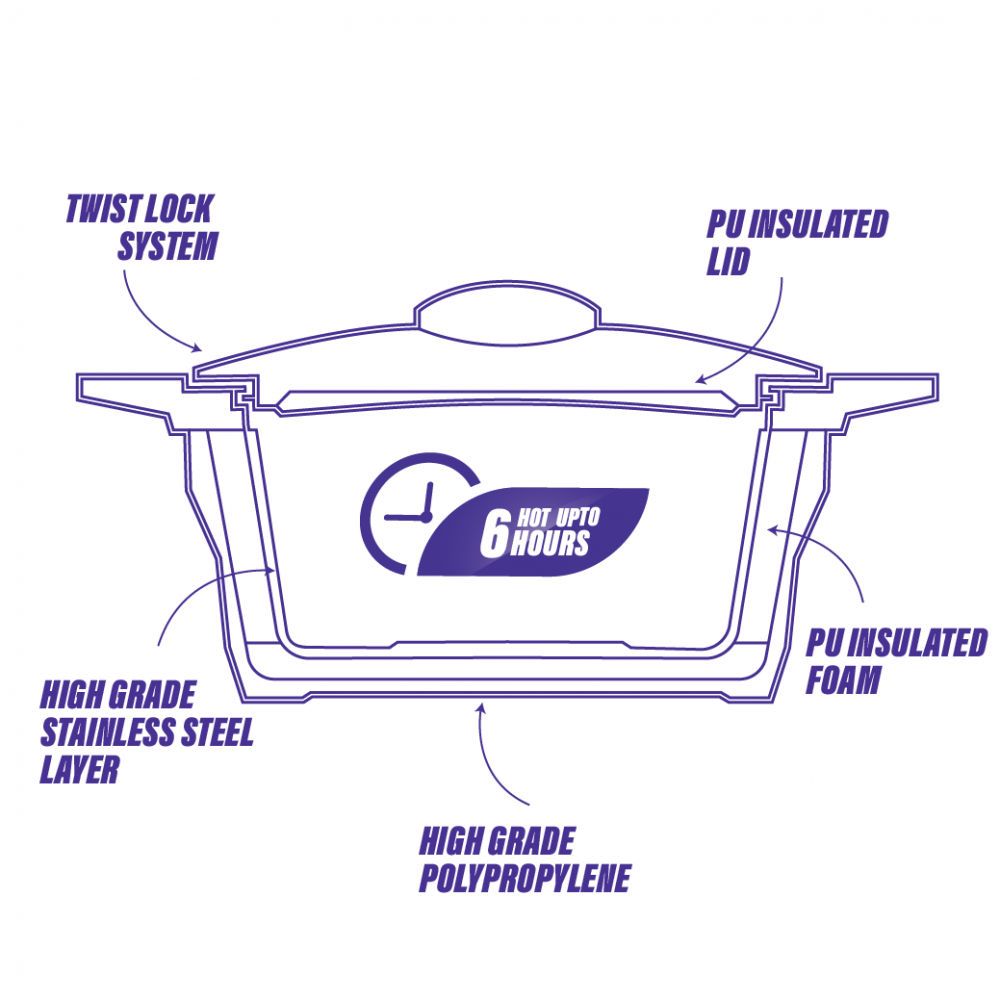 TWIST LOCK
SYSTEM
PU INSULATED
LID
6 HOT UPTO
HOURS
PU INSULATED
FOAM
HIGH GRADE
STAINLESS STEEL
LAYER
HIGH GRADE
POLYPROPYLENE